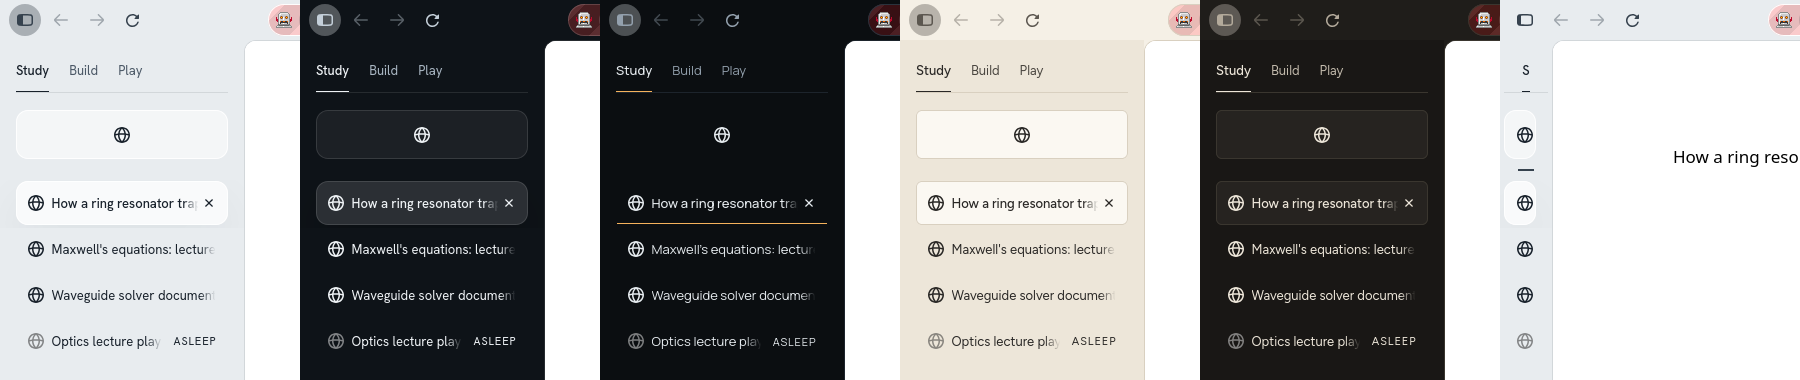 Study Build Play
How a ring resonator tra
Maxwell's equations: lecture
Waveguide solver document
Optics lecture play ASLEEP
Study Build Play
How a ring resonator tra
Maxwell's equations: lecture
Waveguide solver document
Optics lecture play ASLEEP
Study Build Play
How a ring resonator tra
Maxwell's equations: lectur
Waveguide solver documen
Optics lecture play ASLEEP
Study Build Play
How a ring resonator tra
Maxwell's equations: lecture
Waveguide solver document
Optics lecture play ASLEEP
Study Build Play
How a ring resonator tra
Maxwell's equations: lecture
Waveguide solver document
Optics lecture play ASLEEP
S
How a ring reso